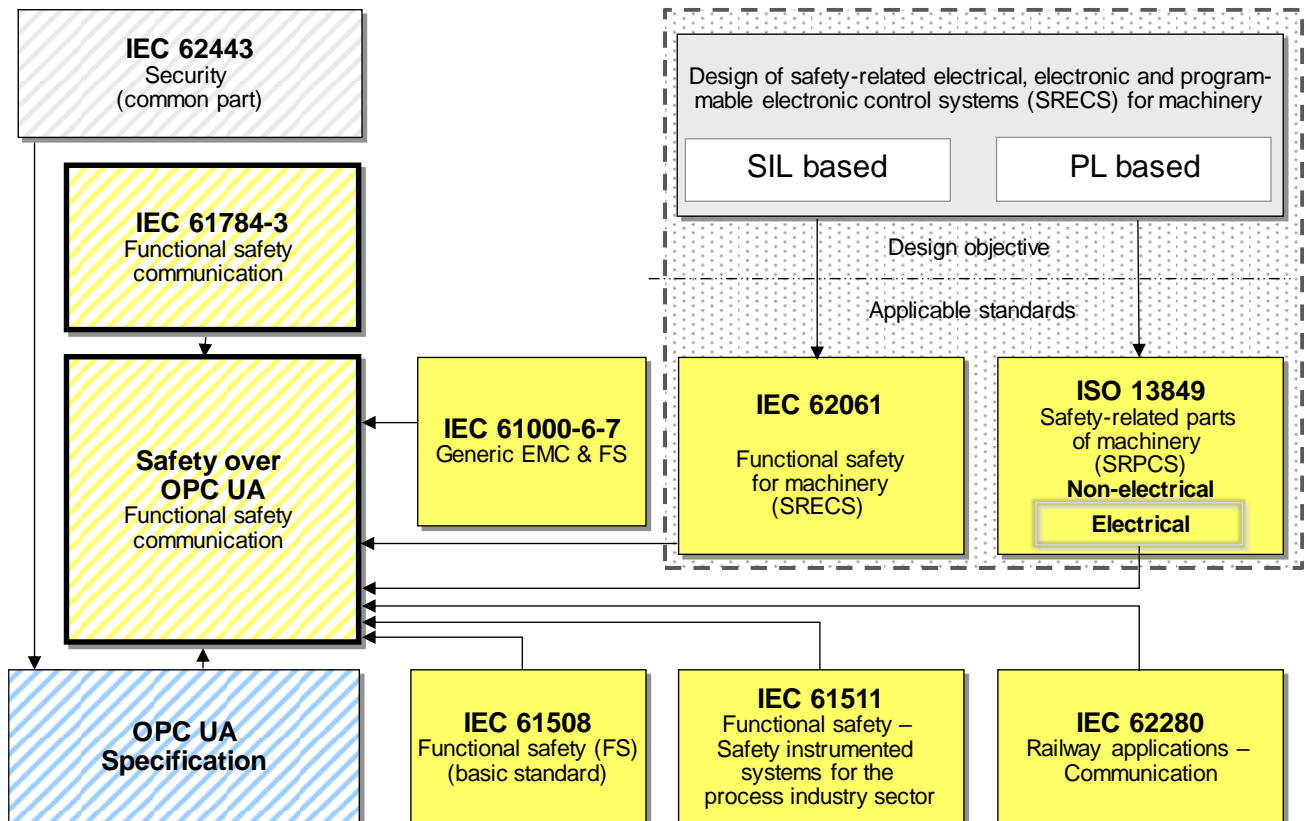 IEC 62443
Security
(common part)
Design of safety-related electrical, electronic and program-
mable electronic control systems (SRECS) for machinery
SIL based
PL based
IEC 61784-3
Functional safety
communication
Design objective
Applicable standards
Safety over
OPC UA
Functional safety
communication
IEC 61000-6-7
Generic EMC & FS
IEC 62061
Functional safety
for machinery
(SRECS)
ISO 13849
Safety-related parts
of machinery
(SRPCS)
Non-electrical
Electrical
OPC UA
Specification
IEC 61508
Functional safety (FS)
(basic standard)
IEC 61511
Functional safety –
Safety instrumented
systems for the
process industry sector
IEC 62280
Railway applications –
Communication